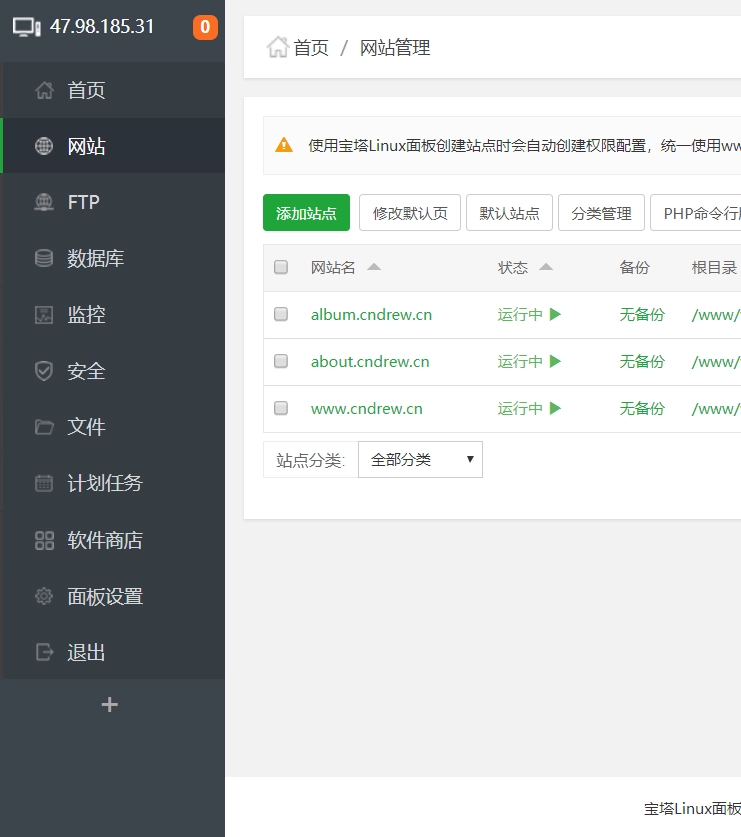 47.98.185.31 0
首页
网站
FTP
数据库
监控
安全
文件
计划任务
软件商店
面板设置
退出
+
首页 / 网站管理
使用宝塔Linux面板创建站点时会自动创建权限配置，统一使用ww
添加站点 修改默认页 默认站点 分类管理 PHP命令行
网站名 状态 备份 根目录
album.cndrew.cn 运行中 无备份 /www/
about.cndrew.cn 运行中 无备份 /www/
www.cndrew.cn 运行中 无备份 /www/
站点分类: 全部分类
宝塔Linux面板